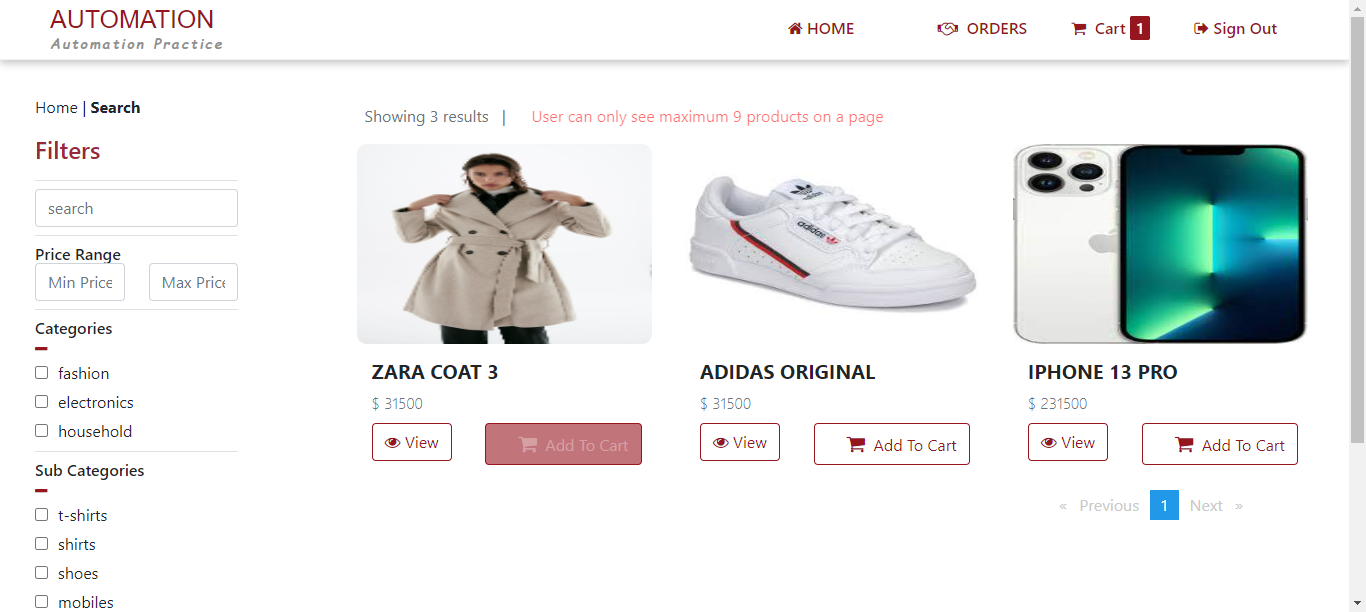 AUTOMATION
Automation Practice
HOME
ORDERS
Cart 1
Sign Out
Home | Search
Filters
search
Price Range
Min Price Max Price
Categories
fashion
electronics
household
Sub Categories
t-shirts
shirts
shoes
mobiles
Showing 3 results | User can only see maximum 9 products on a page
adidas
ZARA COAT 3
$ 31500
View Add To Cart
ADIDAS ORIGINAL
$ 31500
View Add To Cart
IPHONE 13 PRO
$ 231500
View Add To Cart
« Previous 1 Next »